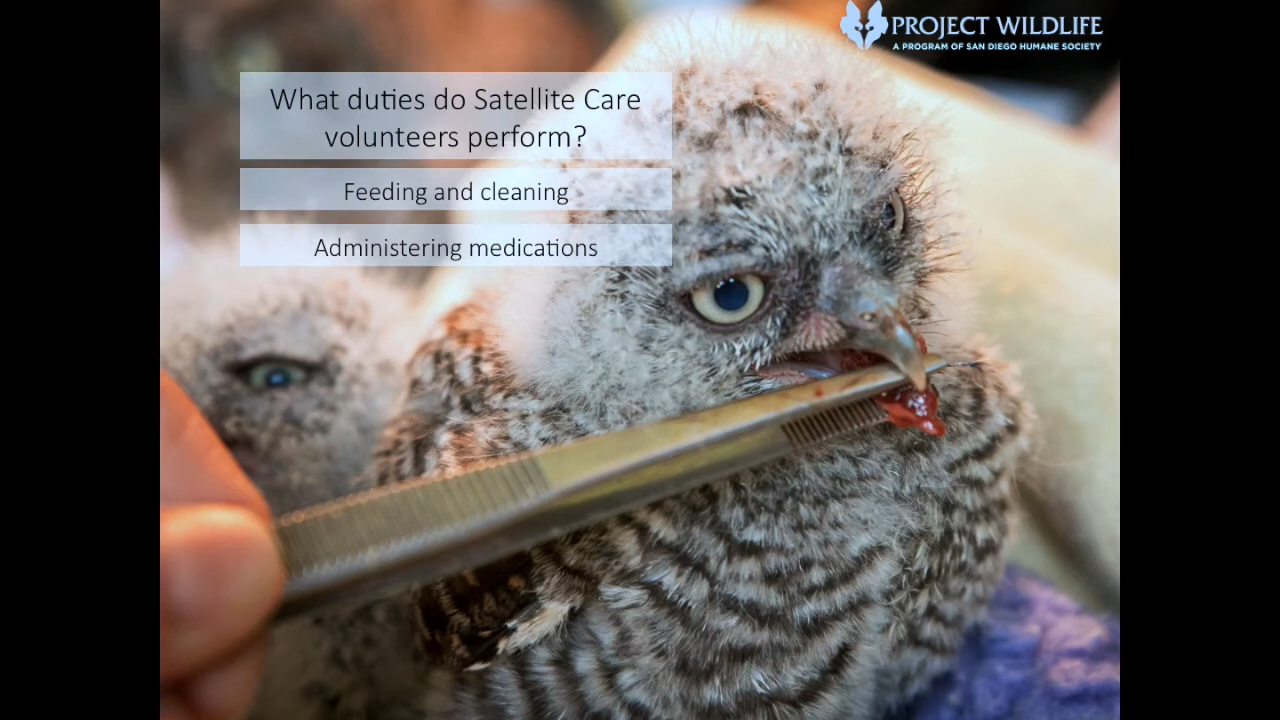 PROJECT WILDLIFE
A PROGRAM OF SAN DIEGO HUMANE SOCIETY
What duties do Satellite Care
volunteers perform?
Feeding and cleaning
Administering medications